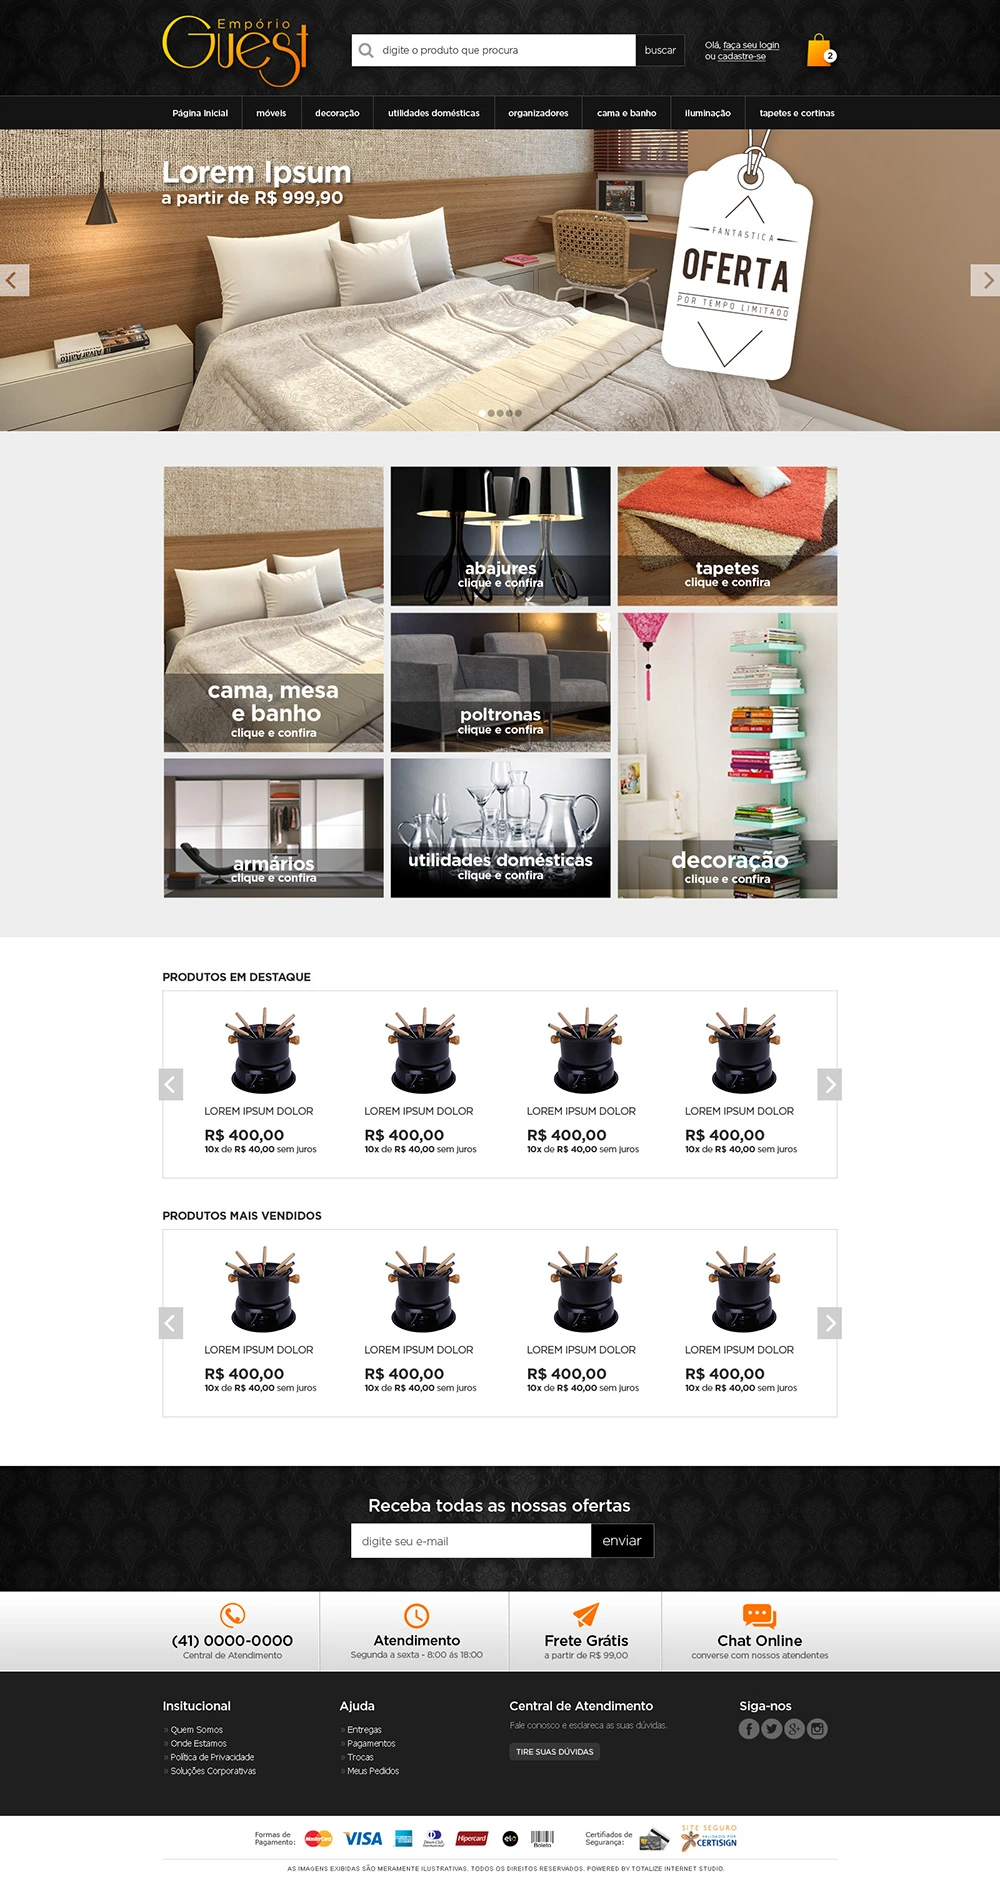 Empório
Guest
digite o produto que procura
buscar
Olá, faça seu login
ou cadastre-se
2
Página Inicial
móveis
decoração
utilidades domésticas
organizadores
cama e banho
iluminação
tapetes e cortinas
Lorem Ipsum
a partir de R$ 999,90
FANTASTICA
OFERTA
POR TEMPO LIMITADO
Alvar Aalto
cama, mesa
e banho
clique e confira
abajures
clique e confira
tapetes
clique e confira
poltronas
clique e confira
armários
clique e confira
utilidades domésticas
clique e confira
decoração
clique e confira
PRODUTOS EM DESTAQUE
LOREM IPSUM DOLOR
R$ 400,00
10x de R$ 40,00 sem juros
LOREM IPSUM DOLOR
R$ 400,00
10x de R$ 40,00 sem juros
LOREM IPSUM DOLOR
R$ 400,00
10x de R$ 40,00 sem juros
LOREM IPSUM DOLOR
R$ 400,00
10x de R$ 40,00 sem juros
PRODUTOS MAIS VENDIDOS
LOREM IPSUM DOLOR
R$ 400,00
10x de R$ 40,00 sem juros
LOREM IPSUM DOLOR
R$ 400,00
10x de R$ 40,00 sem juros
LOREM IPSUM DOLOR
R$ 400,00
10x de R$ 40,00 sem juros
LOREM IPSUM DOLOR
R$ 400,00
10x de R$ 40,00 sem juros
Receba todas as nossas ofertas
digite seu e-mail
enviar
(41) 0000-0000
Central de Atendimento
Atendimento
Segunda a sexta - 8:00 ás 18:00
Frete Grátis
a partir de R$ 99,00
Chat Online
converse com nossos atendentes
Insitucional
» Quem Somos
» Onde Estamos
» Política de Privacidade
» Soluções Corporativas
Ajuda
» Entregas
» Pagamentos
» Trocas
» Meus Pedidos
Central de Atendimento
Fale conosco e esclareca as suas dúvidas.
TIRE SUAS DÚVIDAS
Siga-nos
Formas de
Pagamento:
MasterCard
VISA
Diners Club
International
Hipercard
elo
Boleto
Certificados de
Segurança:
SITE SEGURO
VALIDADO POR
CERTISIGN
AS IMAGENS EXIBIDAS SÃO MERAMENTE ILUSTRATIVAS. TODOS OS DIREITOS RESERVADOS. POWERED BY TOTALIZE INTERNET STUDIO.